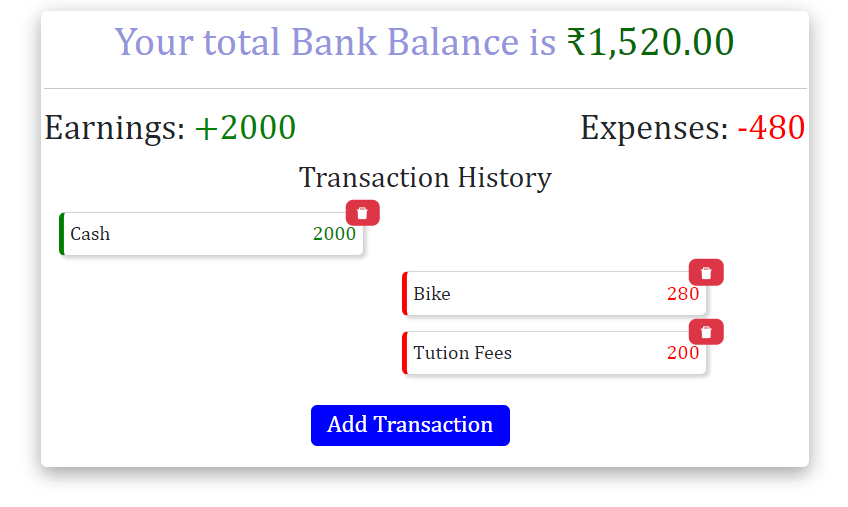 Your total Bank Balance is ₹1,520.00
Earnings: +2000 Expenses: -480
Transaction History
Cash 2000
Bike 280
Tution Fees 200
Add Transaction